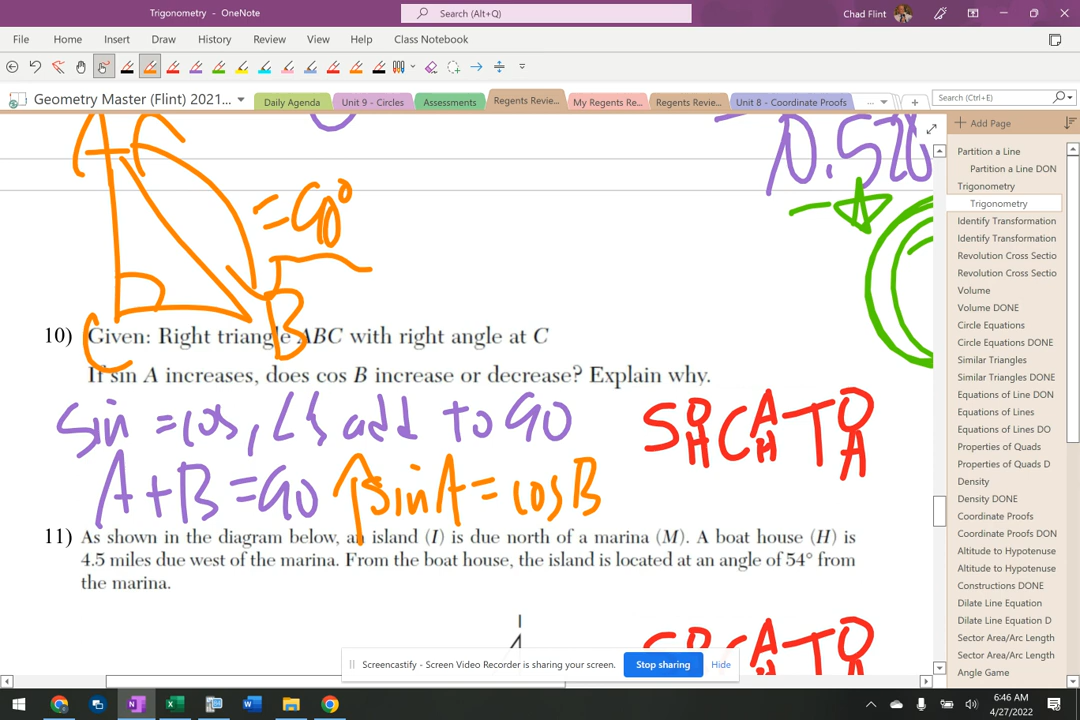 Trigonometry - OneNote
Search (Alt+Q)
Chad Flint
File Home Insert Draw History Review View Help Class Notebook
Geometry Master (Flint) 2021...
Daily Agenda
Unit 9 - Circles
Assessments
Regents Revie...
My Regents Re...
Regents Revie...
Unit 8 - Coordinate Proofs
...
Search (Ctrl+E)
Add Page
Partition a Line
Partition a Line DON
Trigonometry
Trigonometry
Identify Transformation
Identify Transformation
Revolution Cross Sectio
Revolution Cross Sectio
Volume
Volume DONE
Circle Equations
Circle Equations DONE
Similar Triangles
Similar Triangles DONE
Equations of Line DON
Equations of Lines
Equations of Lines DO
Properties of Quads
Properties of Quads D
Density
Density DONE
Coordinate Proofs
Coordinate Proofs DON
Altitude to Hypotenuse
Altitude to Hypotenuse
Constructions DONE
Dilate Line Equation
Dilate Line Equation D
Sector Area/Arc Length
Sector Area/Arc Length
Angle Game
A
= 90°
B
C
0.520
10) Given: Right triangle ABC with right angle at C
If sin A increases, does cos B increase or decrease? Explain why.
Sin = cos, ∠s add to 90
A+B=90 ↑sinA = cosB
S O H C A H T O A
11) As shown in the diagram below, an island (I) is due north of a marina (M). A boat house (H) is
4.5 miles due west of the marina. From the boat house, the island is located at an angle of 54° from
the marina.
I
Screencastify - Screen Video Recorder is sharing your screen.
Stop sharing
Hide
6:46 AM
4/27/2022